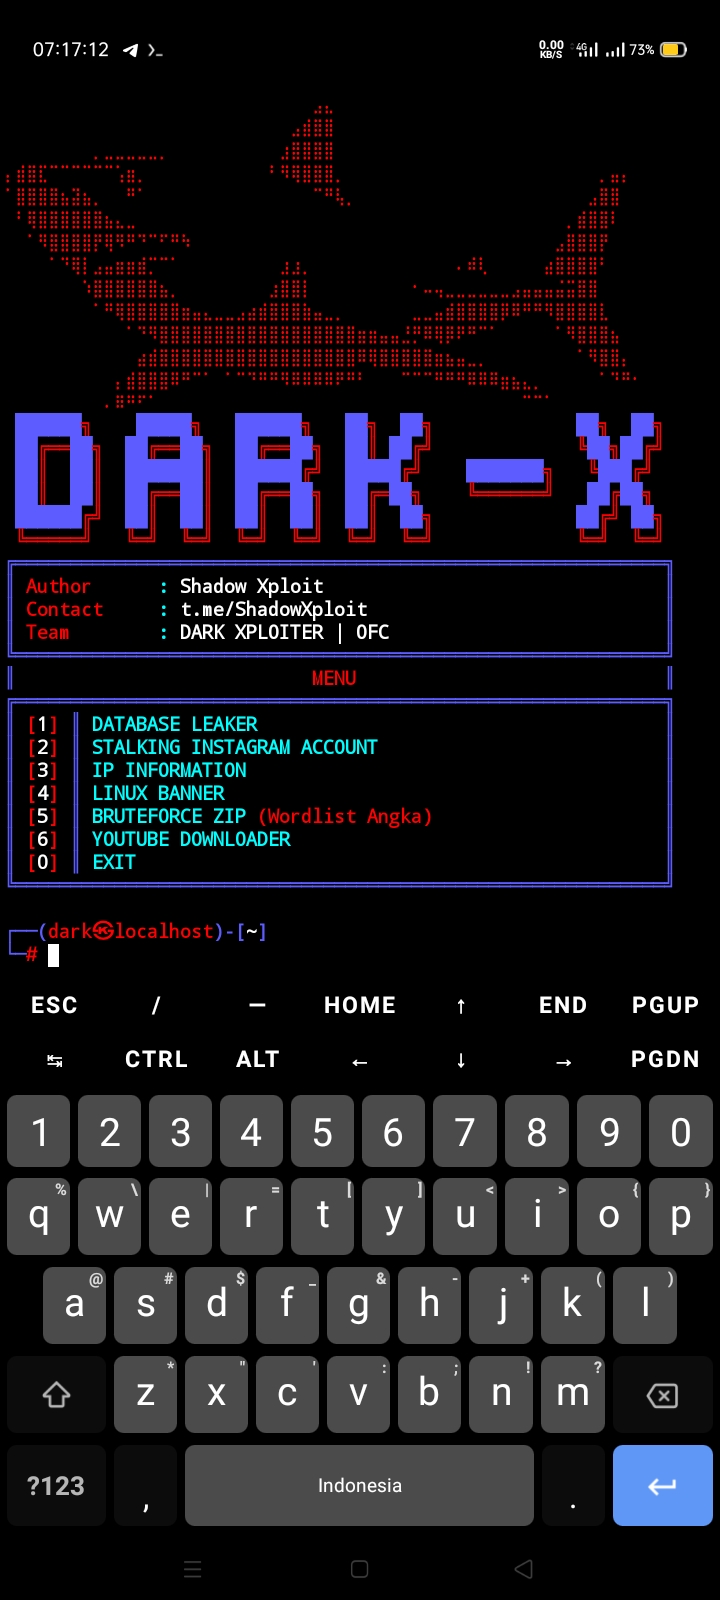 07:17:12
0.00 KB/S 4G 73%
DARK-X
Author : Shadow Xploit
Contact : t.me/ShadowXploit
Team : DARK XPLOITER | OFC
MENU
[1] DATABASE LEAKER
[2] STALKING INSTAGRAM ACCOUNT
[3] IP INFORMATION
[4] LINUX BANNER
[5] BRUTEFORCE ZIP (Wordlist Angka)
[6] YOUTUBE DOWNLOADER
[0] EXIT
(dark㉿localhost)-[~]
#
ESC / — HOME ↑ END PGUP
↹ CTRL ALT ← ↓ → PGDN
1 2 3 4 5 6 7 8 9 0
% \ | = [ ] < > { }
q w e r t y u i o p
@ # $ _ & - + ( )
a s d f g h j k l
* " ' : ; ! ?
z x c v b n m
?123 , Indonesia .